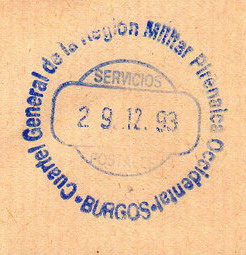 Cuartel General de la Región Militar Pirenaica Occidental
BURGOS
SERVICIOS
29.12.93